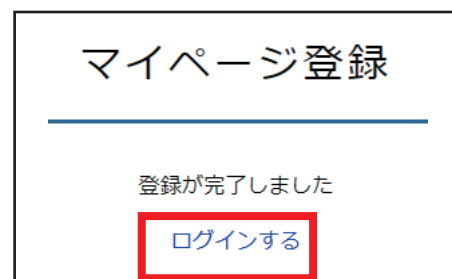 マイページ登録
登録が完了しました
ログインする